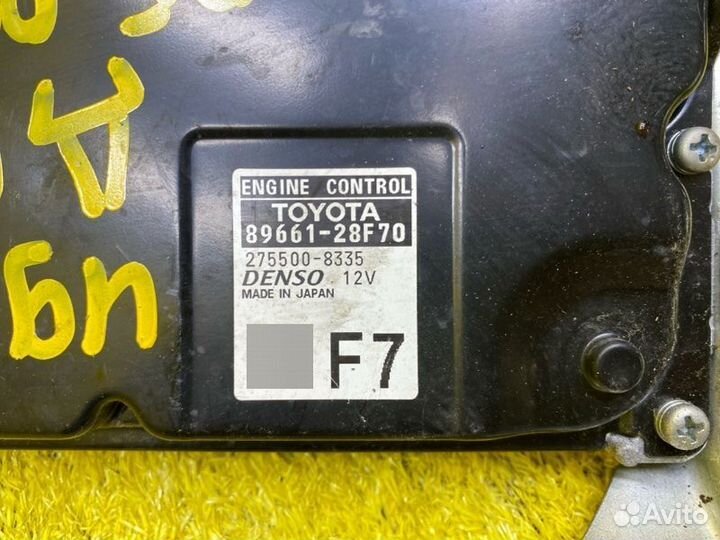 ENGINE CONTROL
TOYOTA
89661-28F70
275500-8335
DENSO 12V
MADE IN JAPAN
F7
Avito